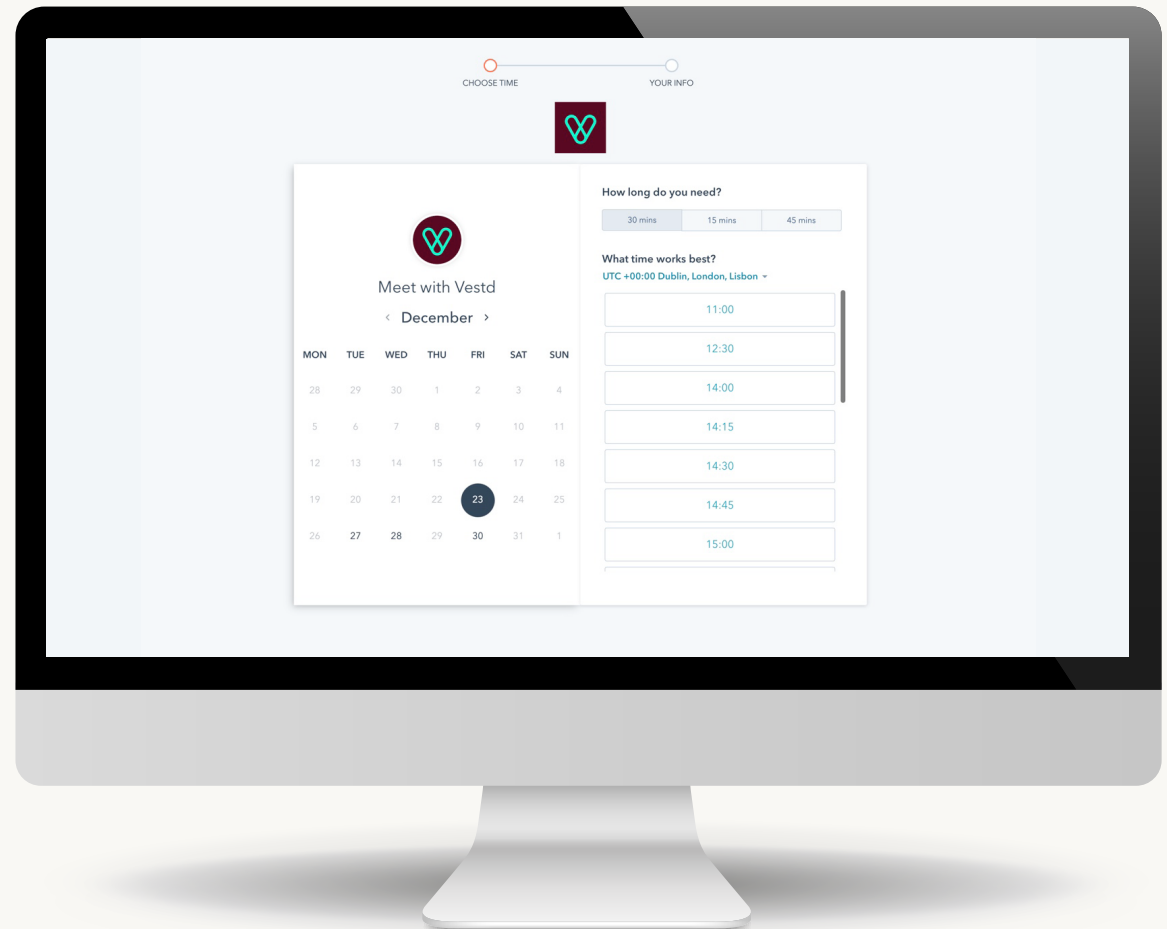 CHOOSE TIME
YOUR INFO
Meet with Vestd
‹ December ›
MON TUE WED THU FRI SAT SUN
28 29 30 1 2 3 4
5 6 7 8 9 10 11
12 13 14 15 16 17 18
19 20 21 22 23 24 25
26 27 28 29 30 31 1
How long do you need?
30 mins 15 mins 45 mins
What time works best?
UTC +00:00 Dublin, London, Lisbon
11:00
12:30
14:00
14:15
14:30
14:45
15:00